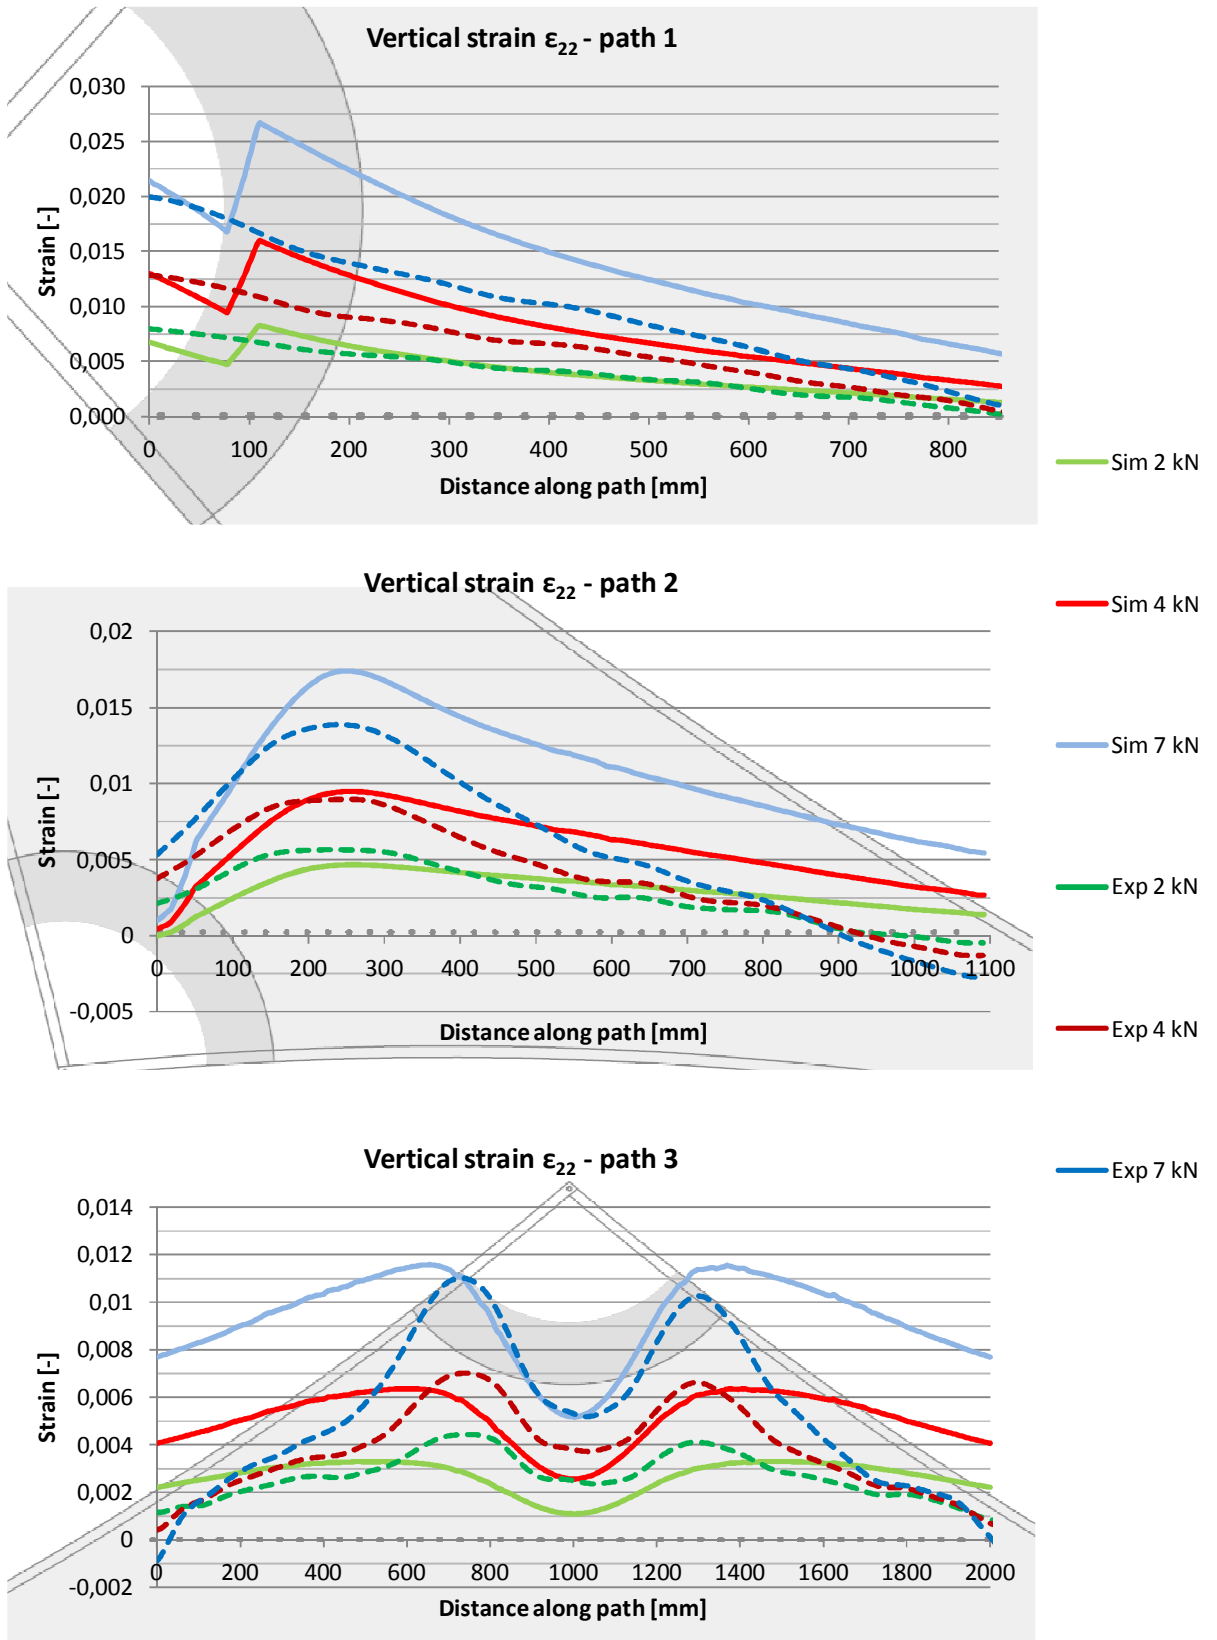 Vertical strain ε22 - path 1
0,030
0,025
0,020
0,015
0,010
0,005
0,000
Strain [-]
0 100 200 300 400 500 600 700 800
Distance along path [mm]
Sim 2 kN
Vertical strain ε22 - path 2
Sim 4 kN
0,02
0,015
0,01
0,005
0
-0,005
Strain [-]
Sim 7 kN
Exp 2 kN
0 100 200 300 400 500 600 700 800 900 1000 1100
Distance along path [mm]
Exp 4 kN
Vertical strain ε22 - path 3
Exp 7 kN
0,014
0,012
0,01
0,008
0,006
0,004
0,002
0
-0,002
Strain [-]
0 200 400 600 800 1000 1200 1400 1600 1800 2000
Distance along path [mm]